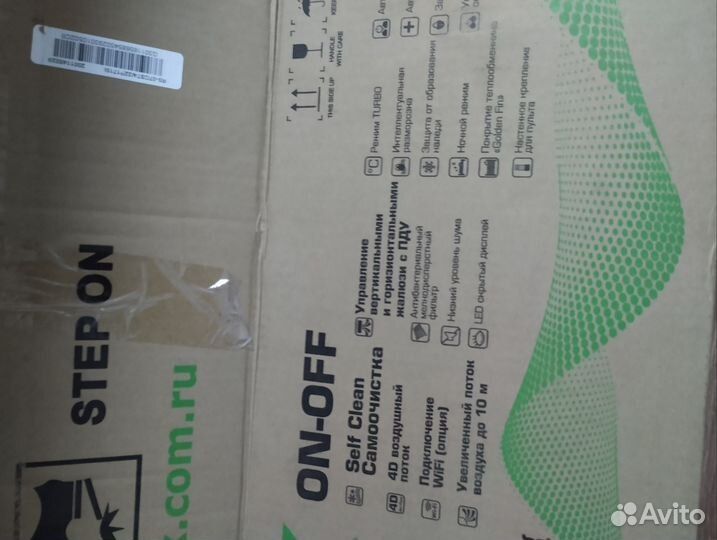 STEP ON
.com.ru
THIS SIDE UP
HANDLE
WITH CARE
ON-OFF
Self Clean
Самоочистка
4D
4D воздушный
поток
Подключение
WiFi (опция)
Увеличенный поток
воздуха до 10 м
Управление
вертикальными
и горизонтальными
жалюзи с ПДУ
Антибактериальный
мелкодисперсный
фильтр
Низкий уровень шума
LED скрытый дисплей
°C Режим TURBO
Интеллектуальная
разморозка
Защита от образования
наледи
Ночной режим
Покрытие теплообменника
«Golden Fin»
Настенное крепление
для пульта
Avito